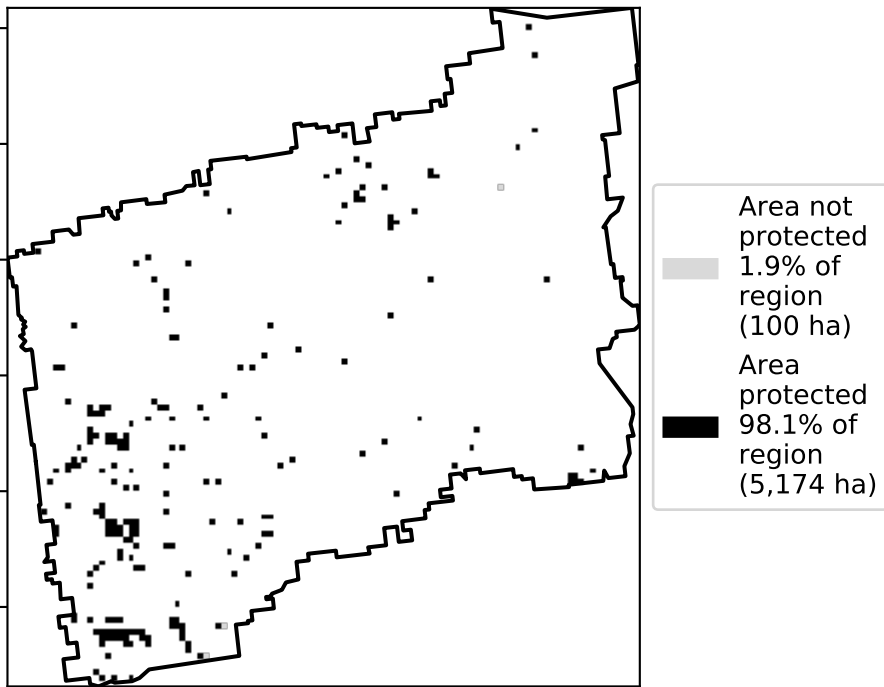 Area not
protected
1.9% of
region
(100 ha)
Area
protected
98.1% of
region
(5,174 ha)